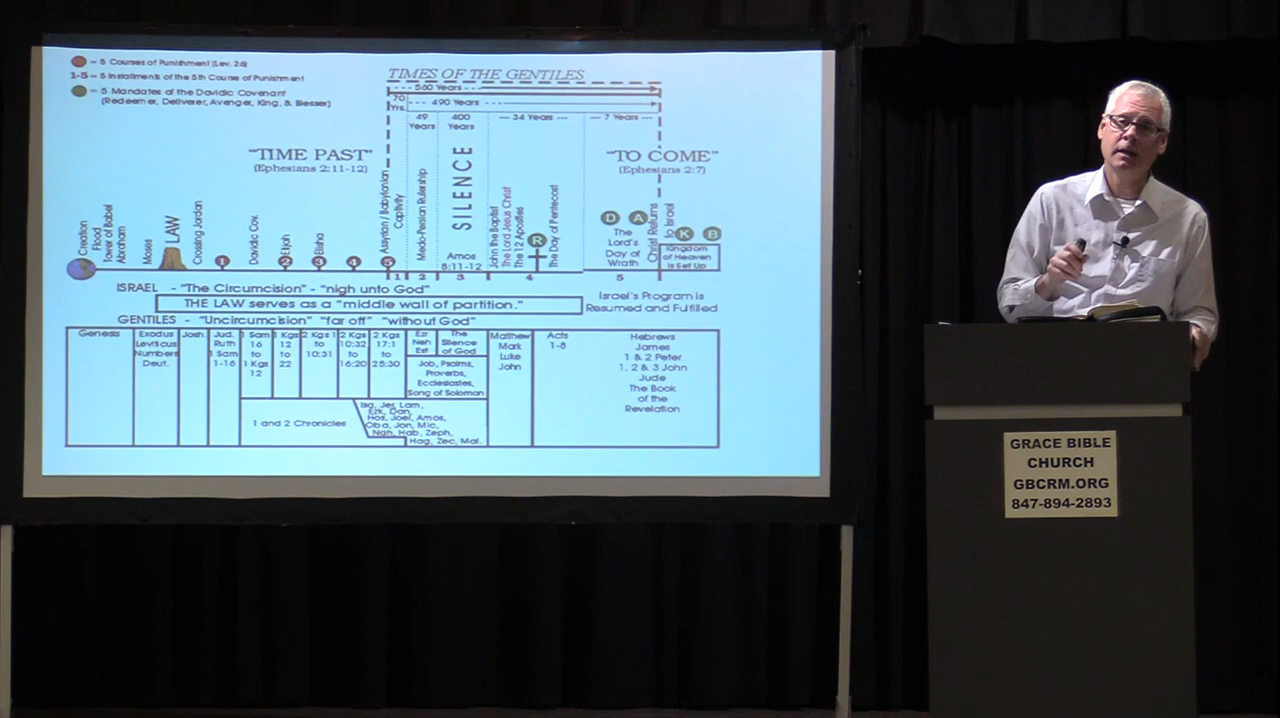 = 5 Courses of Punishment (Lev. 26)
1-5 = 5 Installments of the 5th Course of Punishment
= 5 Mandates of the Davidic Covenant
(Redeemer, Deliverer, Avenger, King, & Blesser)
TIMES OF THE GENTILES
560 Years
70 Yrs.
490 Years
49 Years
400 Years
34 Years
7 Years
"TIME PAST"
(Ephesians 2:11-12)
"TO COME"
(Ephesians 2:7)
Creation
Flood
Tower of Babel
Abraham
Moses
LAW
Crossing Jordan
1
Davidic Cov.
2
Elijah
3
Elisha
4
5
Assyrian / Babylonian
Captivity
Medo-Persian Rulership
SILENCE
Amos
8:11-12
John the Baptist
The Lord Jesus Christ
The 12 Apostles
R
The Day of Pentecost
D A
The
Lord's
Day of
Wrath
Christ Returns
To Israel
K B
Kingdom
of Heaven
is Set Up
1 2 3 4 5
ISRAEL - "The Circumcision" - "nigh unto God"
THE LAW serves as a "middle wall of partition."
GENTILES - "Uncircumcision" "far off" "without God"
Israel's Program is
Resumed and Fulfilled
Genesis
Exodus
Leviticus
Numbers
Deut.
Josh.
Jud.
Ruth
1 Sam
1-16
1 Sam
16
to
1 Kgs
12
1 Kgs
12
to
22
2 Kgs 1
to
10:31
2 Kgs
10:32
to
16:20
2 Kgs
17:1
to
25:30
Ezr
Neh
Est
The
Silence
of God
Job, Psalms,
Proverbs,
Ecclesiastes,
Song of Solomon
1 and 2 Chronicles
Isa, Jer, Lam,
Ezk, Dan,
Hos, Joel, Amos,
Oba, Jon, Mic,
Nah, Hab, Zeph,
Hag, Zec, Mal.
Matthew
Mark
Luke
John
Acts
1-8
Hebrews
James
1 & 2 Peter
1, 2 & 3 John
Jude
The Book
of the
Revelation
GRACE BIBLE
CHURCH
GBCRM.ORG
847-894-2893